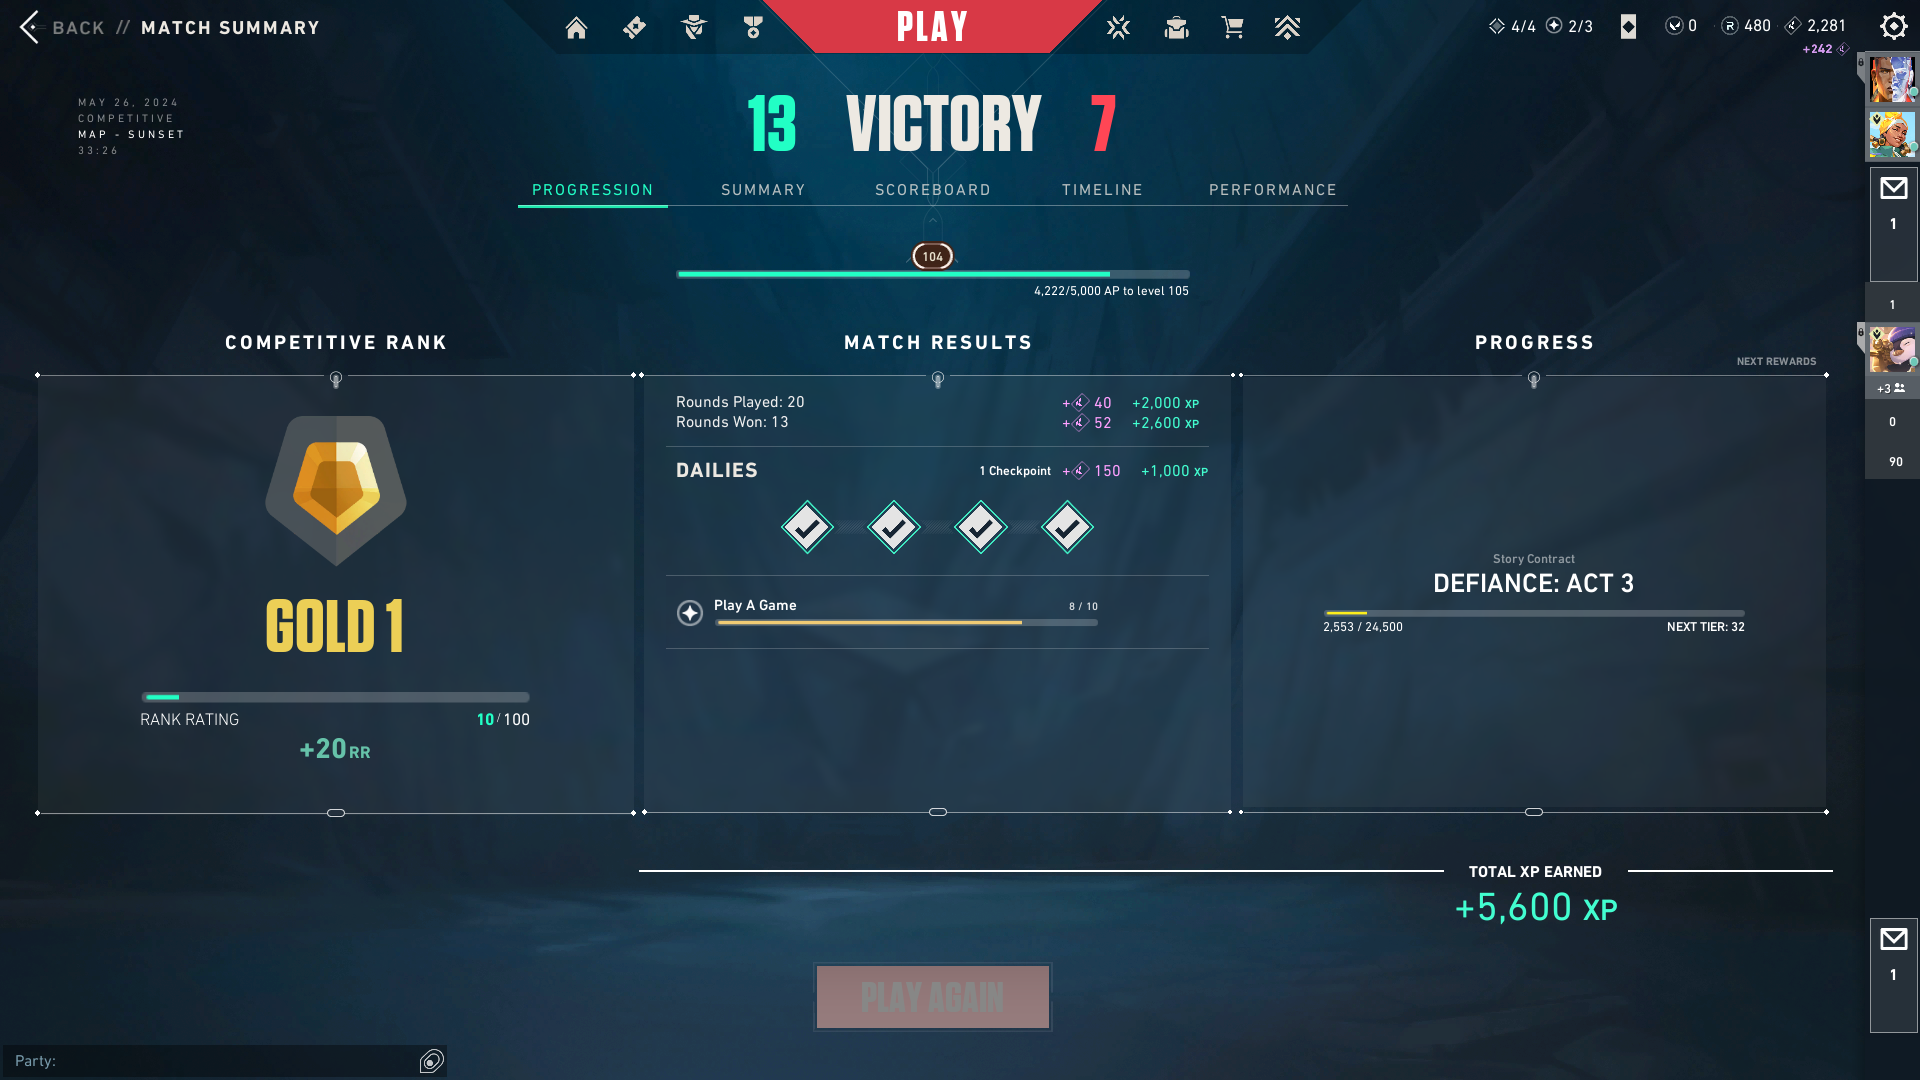 BACK // MATCH SUMMARY
PLAY
4/4 2/3 0 480 2,281
+242
MAY 26, 2024
COMPETITIVE
MAP - SUNSET
33:26
13 VICTORY 7
PROGRESSION SUMMARY SCOREBOARD TIMELINE PERFORMANCE
104
4,222/5,000 AP to level 105
COMPETITIVE RANK
GOLD 1
RANK RATING 10 / 100
+20 RR
MATCH RESULTS
Rounds Played: 20 + 40 +2,000 XP
Rounds Won: 13 + 52 +2,600 XP
DAILIES 1 Checkpoint + 150 +1,000 XP
Play A Game 8 / 10
PROGRESS
NEXT REWARDS
Story Contract
DEFIANCE: ACT 3
2,553 / 24,500 NEXT TIER: 32
TOTAL XP EARNED
+5,600 XP
PLAY AGAIN
Party:
1
1
+3
0
90
1